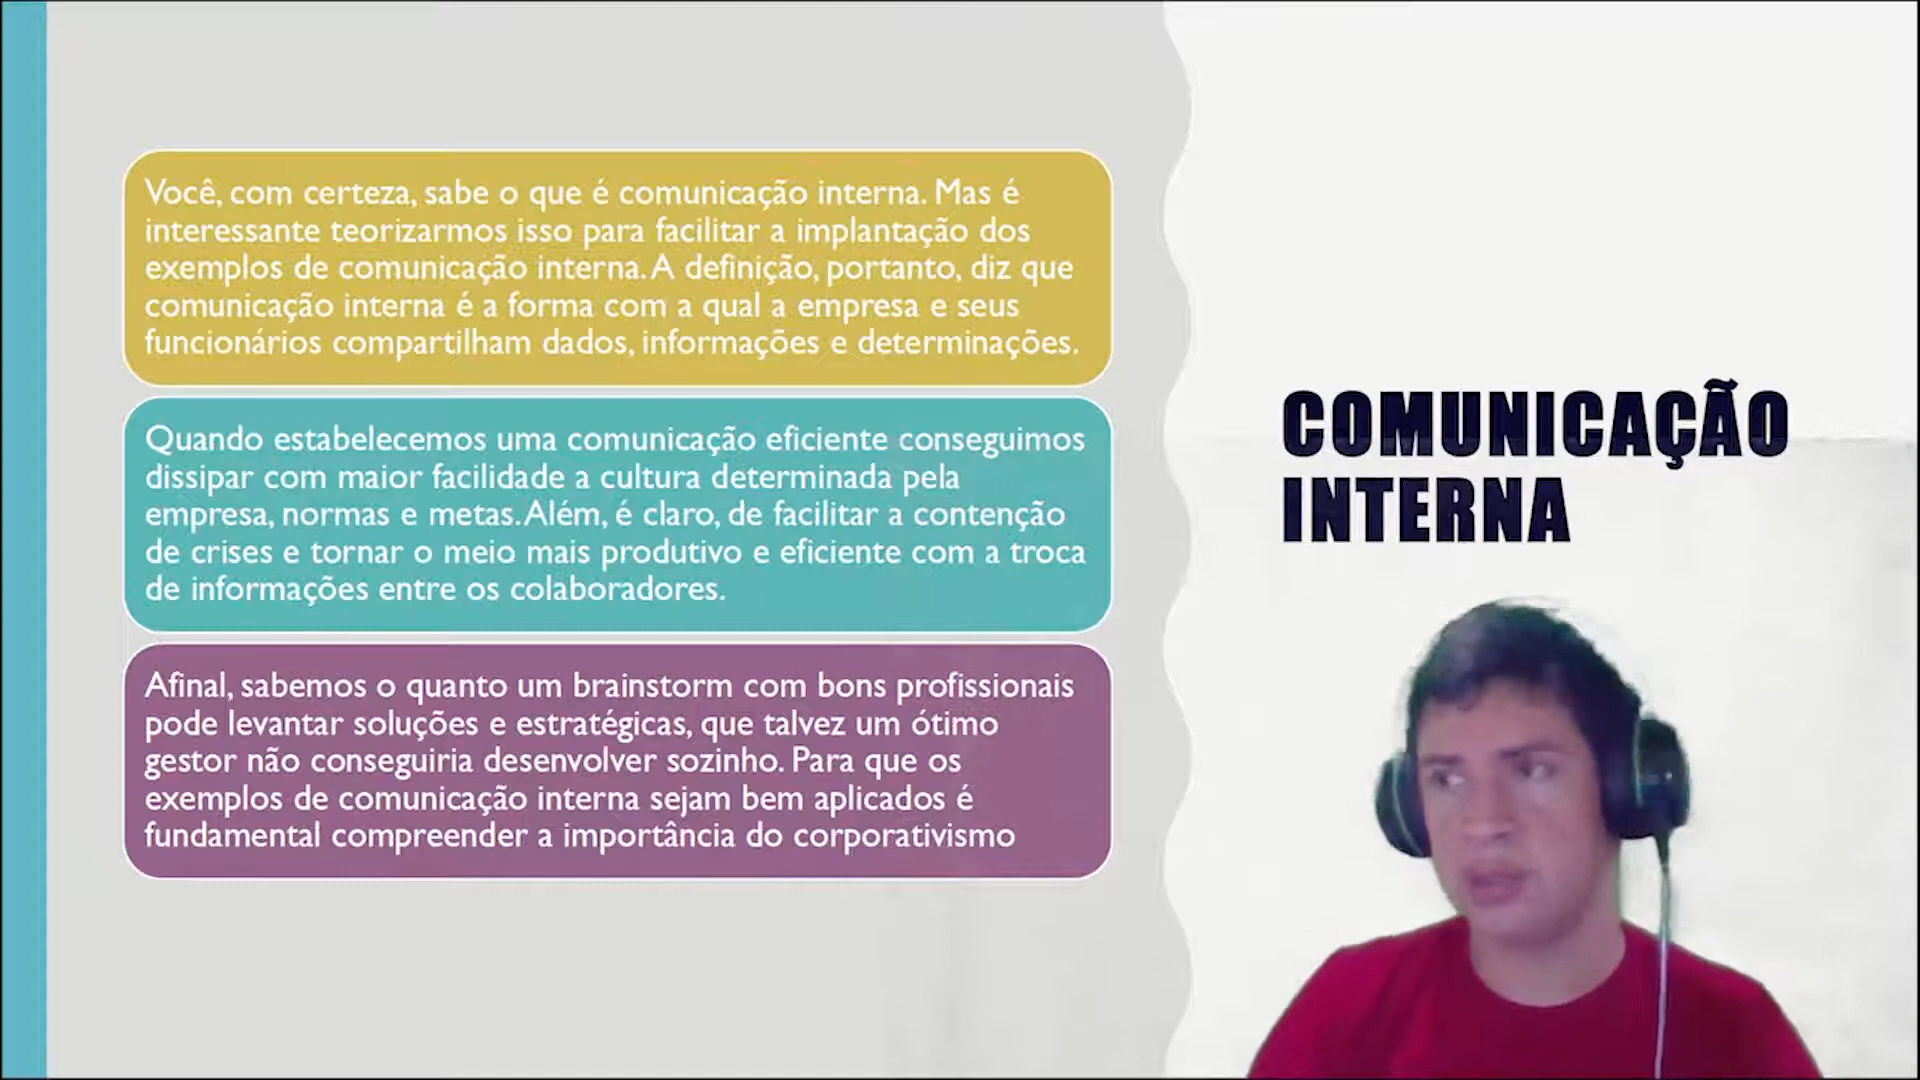 Você, com certeza, sabe o que é comunicação interna. Mas é
interessante teorizarmos isso para facilitar a implantação dos
exemplos de comunicação interna. A definição, portanto, diz que
comunicação interna é a forma com a qual a empresa e seus
funcionários compartilham dados, informações e determinações.
Quando estabelecemos uma comunicação eficiente conseguimos
dissipar com maior facilidade a cultura determinada pela
empresa, normas e metas. Além, é claro, de facilitar a contenção
de crises e tornar o meio mais produtivo e eficiente com a troca
de informações entre os colaboradores.
Afinal, sabemos o quanto um brainstorm com bons profissionais
pode levantar soluções e estratégicas, que talvez um ótimo
gestor não conseguiria desenvolver sozinho. Para que os
exemplos de comunicação interna sejam bem aplicados é
fundamental compreender a importância do corporativismo
COMUNICAÇÃO
INTERNA